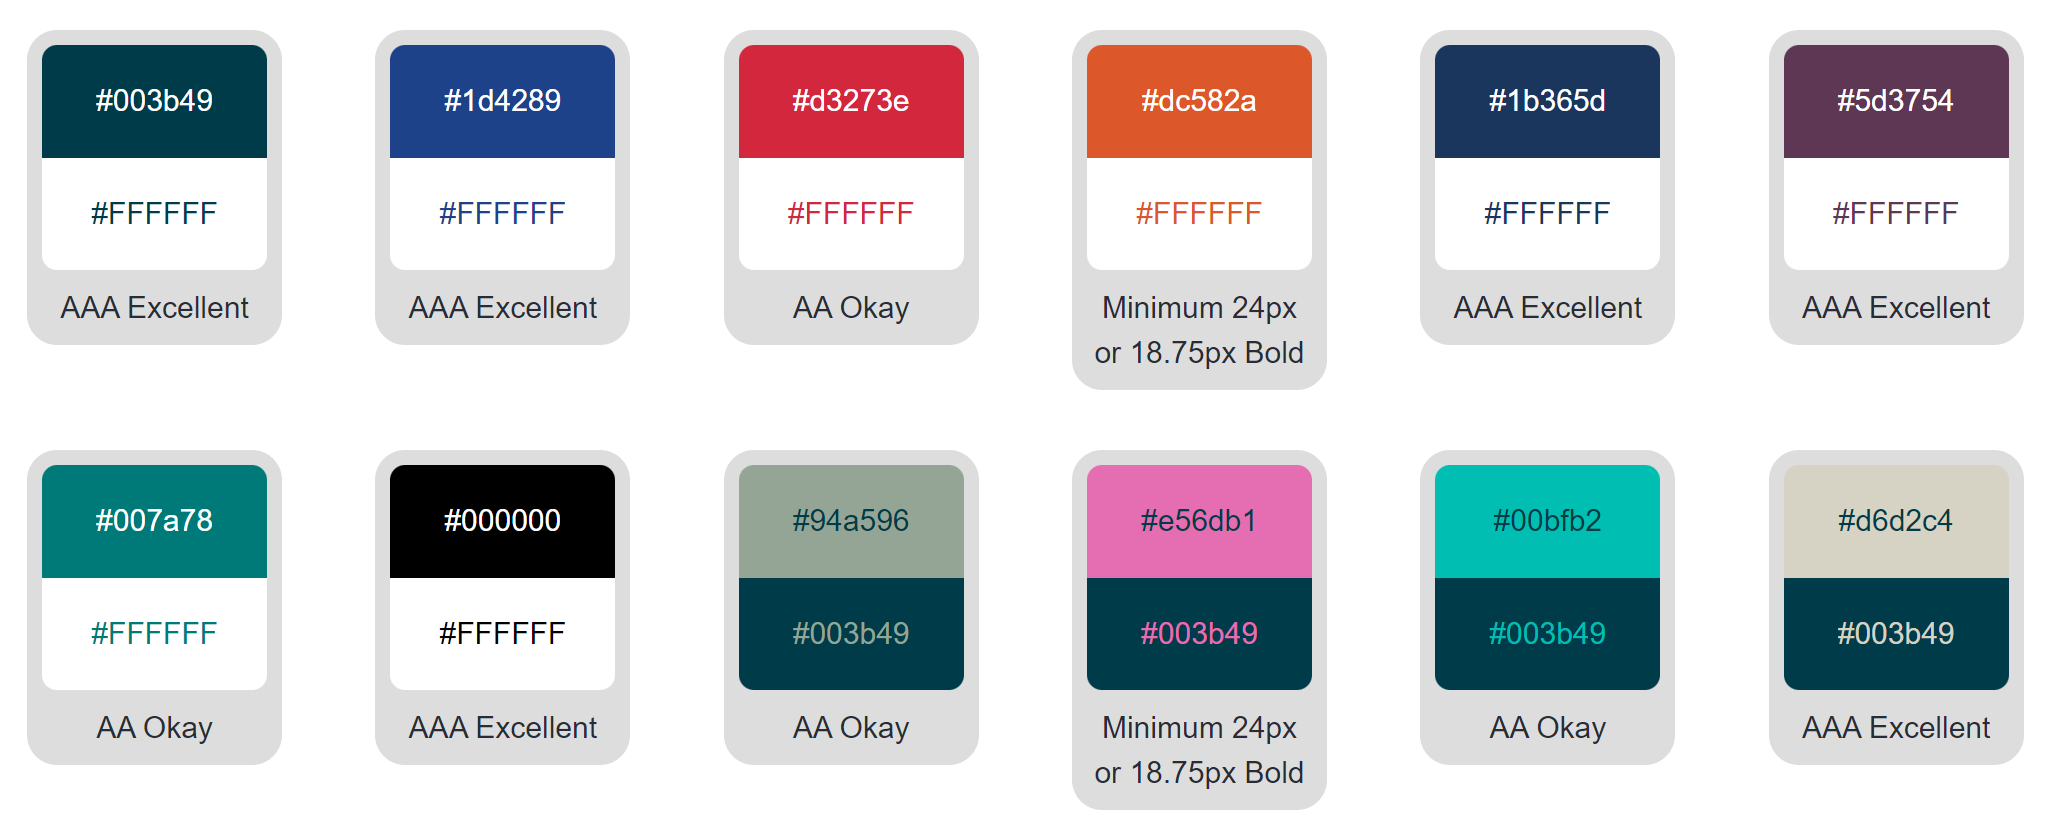 #003b49
#FFFFFF
AAA Excellent
#1d4289
#FFFFFF
AAA Excellent
#d3273e
#FFFFFF
AA Okay
#dc582a
#FFFFFF
Minimum 24px
or 18.75px Bold
#1b365d
#FFFFFF
AAA Excellent
#5d3754
#FFFFFF
AAA Excellent
#007a78
#FFFFFF
AA Okay
#000000
#FFFFFF
AAA Excellent
#94a596
#003b49
AA Okay
#e56db1
#003b49
Minimum 24px
or 18.75px Bold
#00bfb2
#003b49
AA Okay
#d6d2c4
#003b49
AAA Excellent